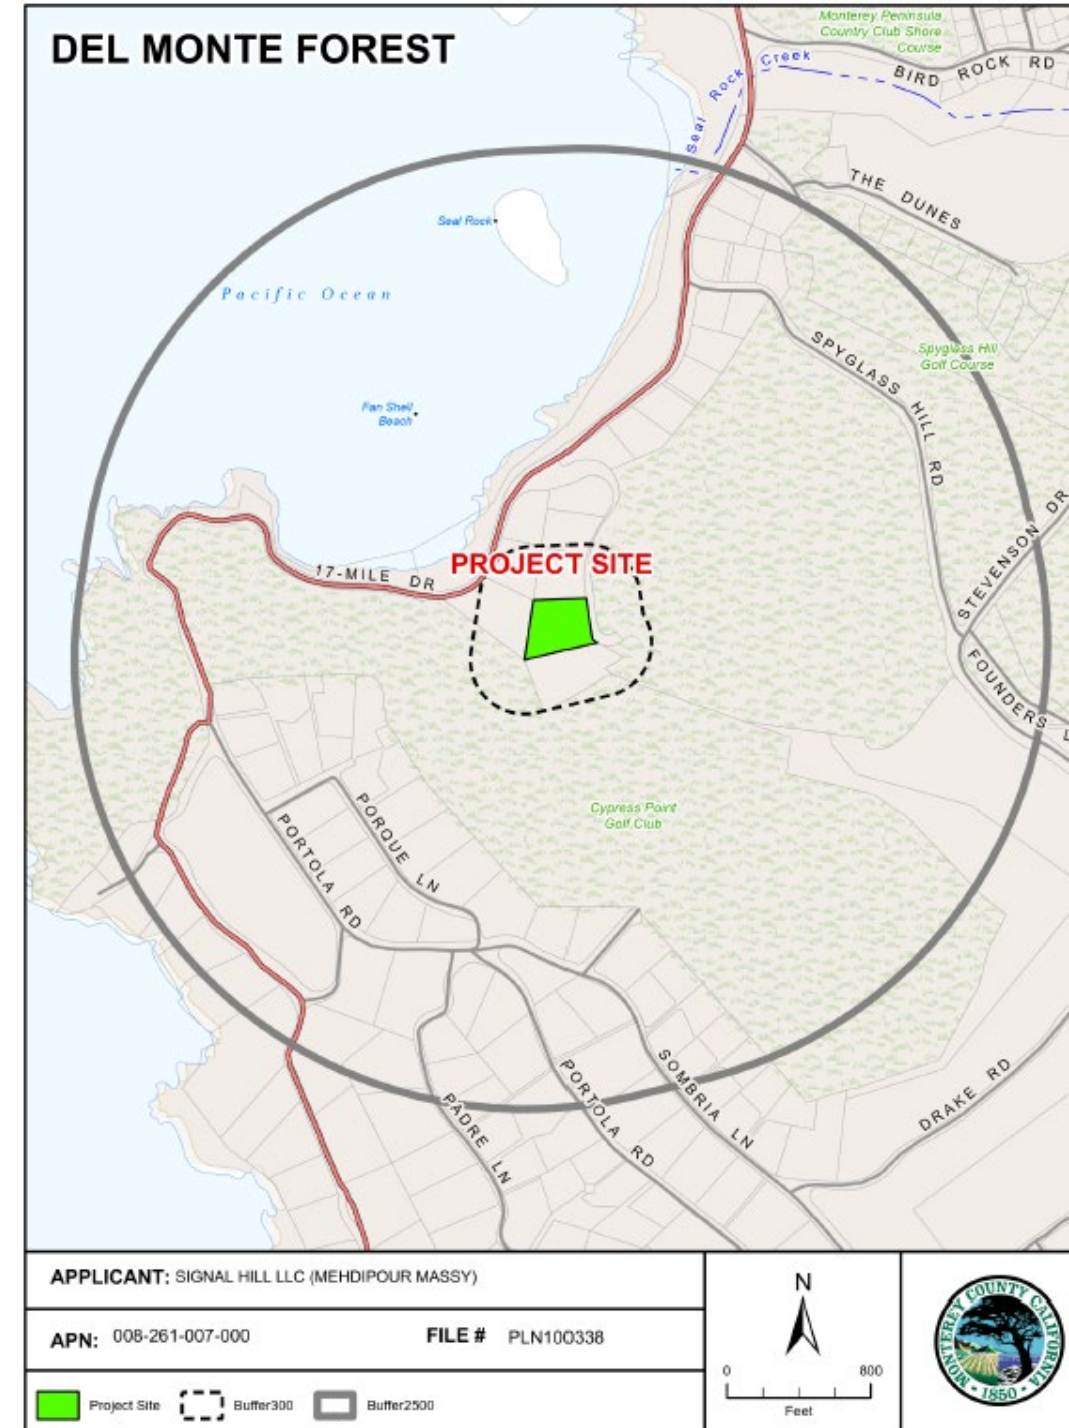 DEL MONTE FOREST
Monterey Peninsula
Country Club Shore
Course
BIRD ROCK RD
Seal Rock Creek
THE DUNES
Seal Rock
Pacific Ocean
SPYGLASS HILL RD
Spyglass Hill
Golf Course
Fan Shell
Beach
STEVENSON DR
17-MILE DR
PROJECT SITE
FOUNDERS L
Cypress Point
Golf Club
PORQUE LN
PORTOLA RD
SOMBRIA LN
PORTOLA RD
PADRE LN
DRAKE RD
APPLICANT: SIGNAL HILL LLC (MEHDIPOUR MASSY)
APN: 008-261-007-000
FILE # PLN100338
Project Site
Buffer300
Buffer2500
N
0 800
Feet
MONTEREY COUNTY CALIFORNIA
• 1850 •